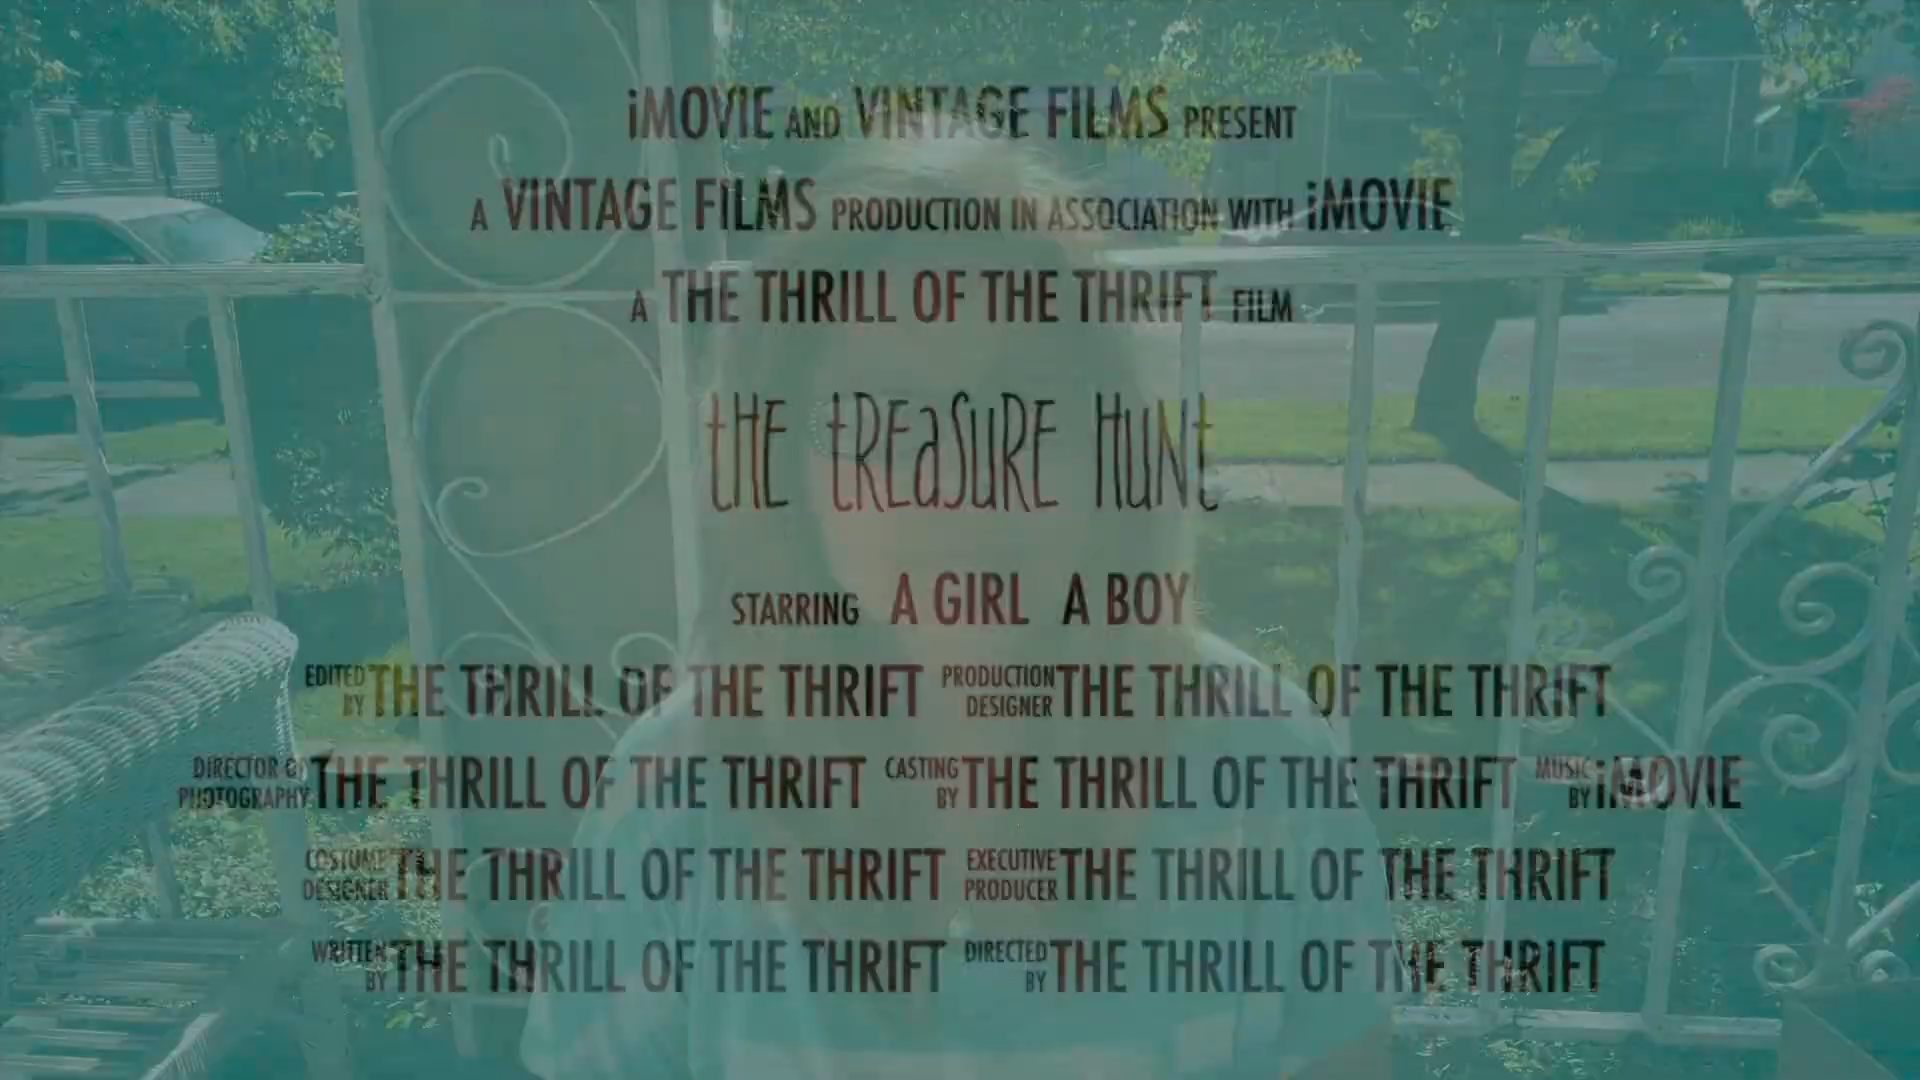 iMOVIE AND VINTAGE FILMS PRESENT
A VINTAGE FILMS PRODUCTION IN ASSOCIATION WITH iMOVIE
A THE THRILL OF THE THRIFT FILM
tHE tREaSuRE HuNt
STARRING A GIRL A BOY
EDITED BY THE THRILL OF THE THRIFT PRODUCTION DESIGNER THE THRILL OF THE THRIFT
DIRECTOR OF PHOTOGRAPHY THE THRILL OF THE THRIFT CASTING BY THE THRILL OF THE THRIFT MUSIC BY iMOVIE
COSTUME DESIGNER THE THRILL OF THE THRIFT EXECUTIVE PRODUCER THE THRILL OF THE THRIFT
WRITTEN BY THE THRILL OF THE THRIFT DIRECTED BY THE THRILL OF THE THRIFT